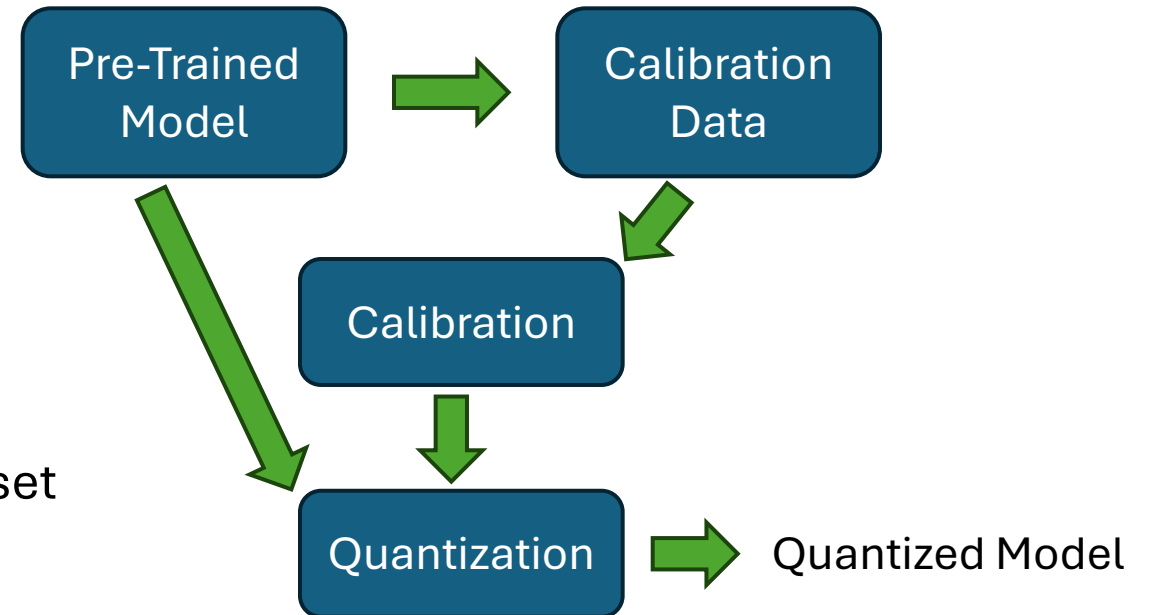 Pre-Trained
Model
Calibration
Data
Calibration
set
Quantization
Quantized Model